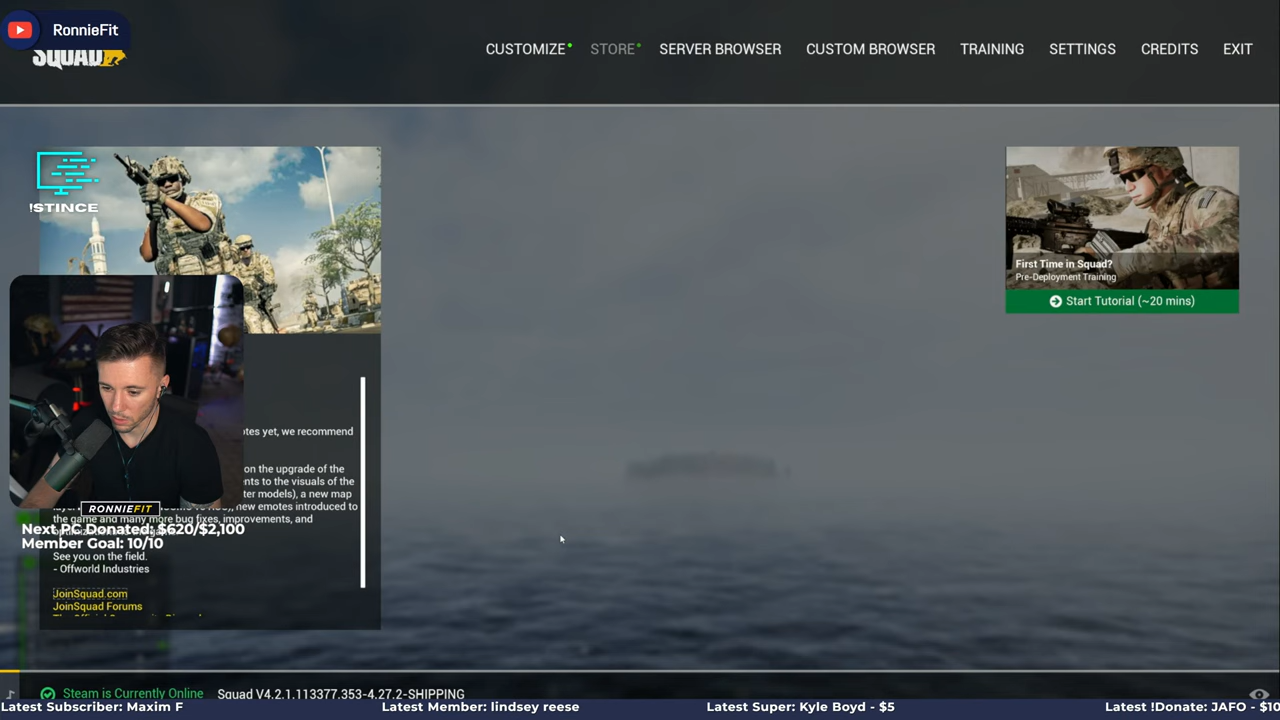 RonnieFit
SQUAD
CUSTOMIZE
STORE
SERVER BROWSER
CUSTOM BROWSER
TRAINING
SETTINGS
CREDITS
EXIT
!STINCE
First Time in Squad?
Pre-Deployment Training
Start Tutorial (~20 mins)
yet, we recommend
on the upgrade of the
to the visuals of the
models), a new map
new emotes introduced to
the game and many more bug fixes, improvements, and
RONNIEFIT
Next PC Donated: $620/$2,100
Member Goal: 10/10
See you on the field.
- Offworld Industries
JoinSquad.com
JoinSquad Forums
Steam is Currently Online
Squad V4.2.1.113377.353-4.27.2-SHIPPING
Latest Subscriber: Maxim F
Latest Member: lindsey reese
Latest Super: Kyle Boyd - $5
Latest !Donate: JAFO - $10